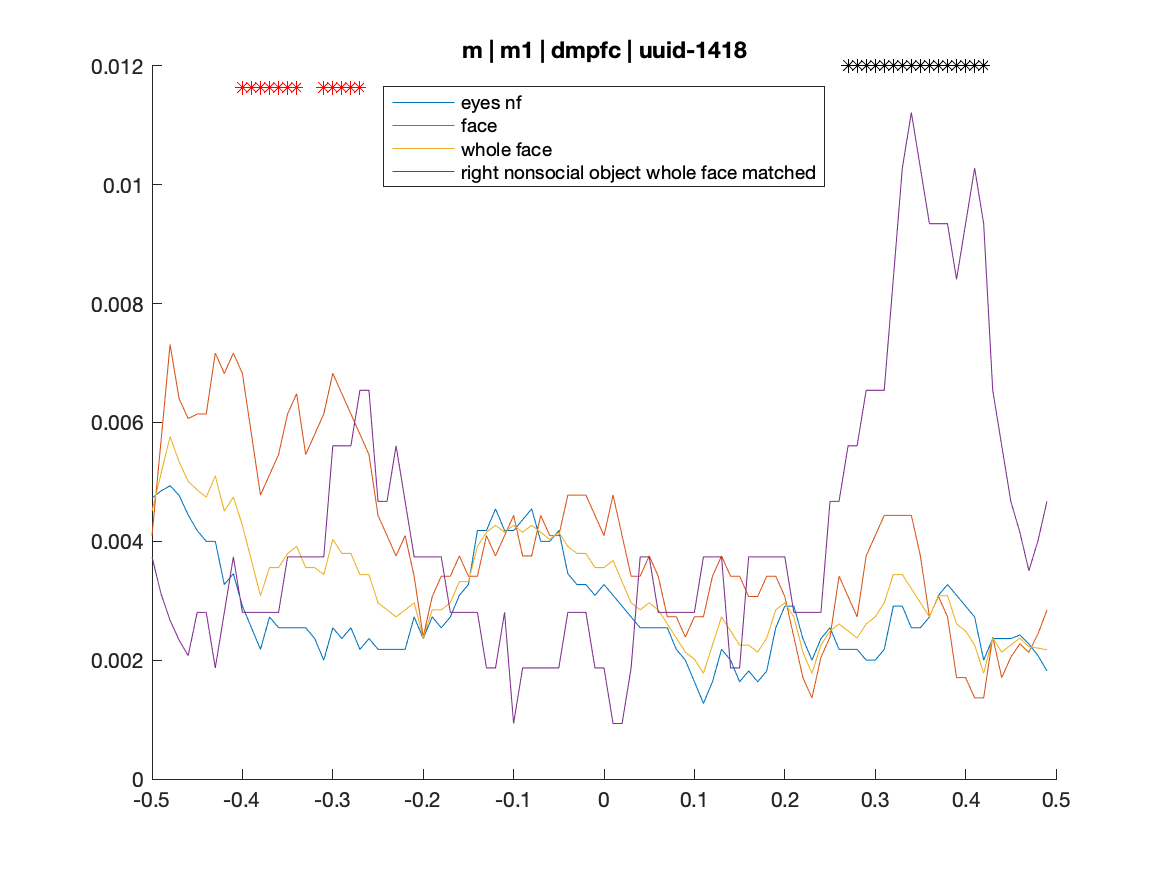 m | m1 | dmpfc | uuid-1418
eyes nf
face
whole face
right nonsocial object whole face matched
0.012
0.01
0.008
0.006
0.004
0.002
0
-0.5 -0.4 -0.3 -0.2 -0.1 0 0.1 0.2 0.3 0.4 0.5